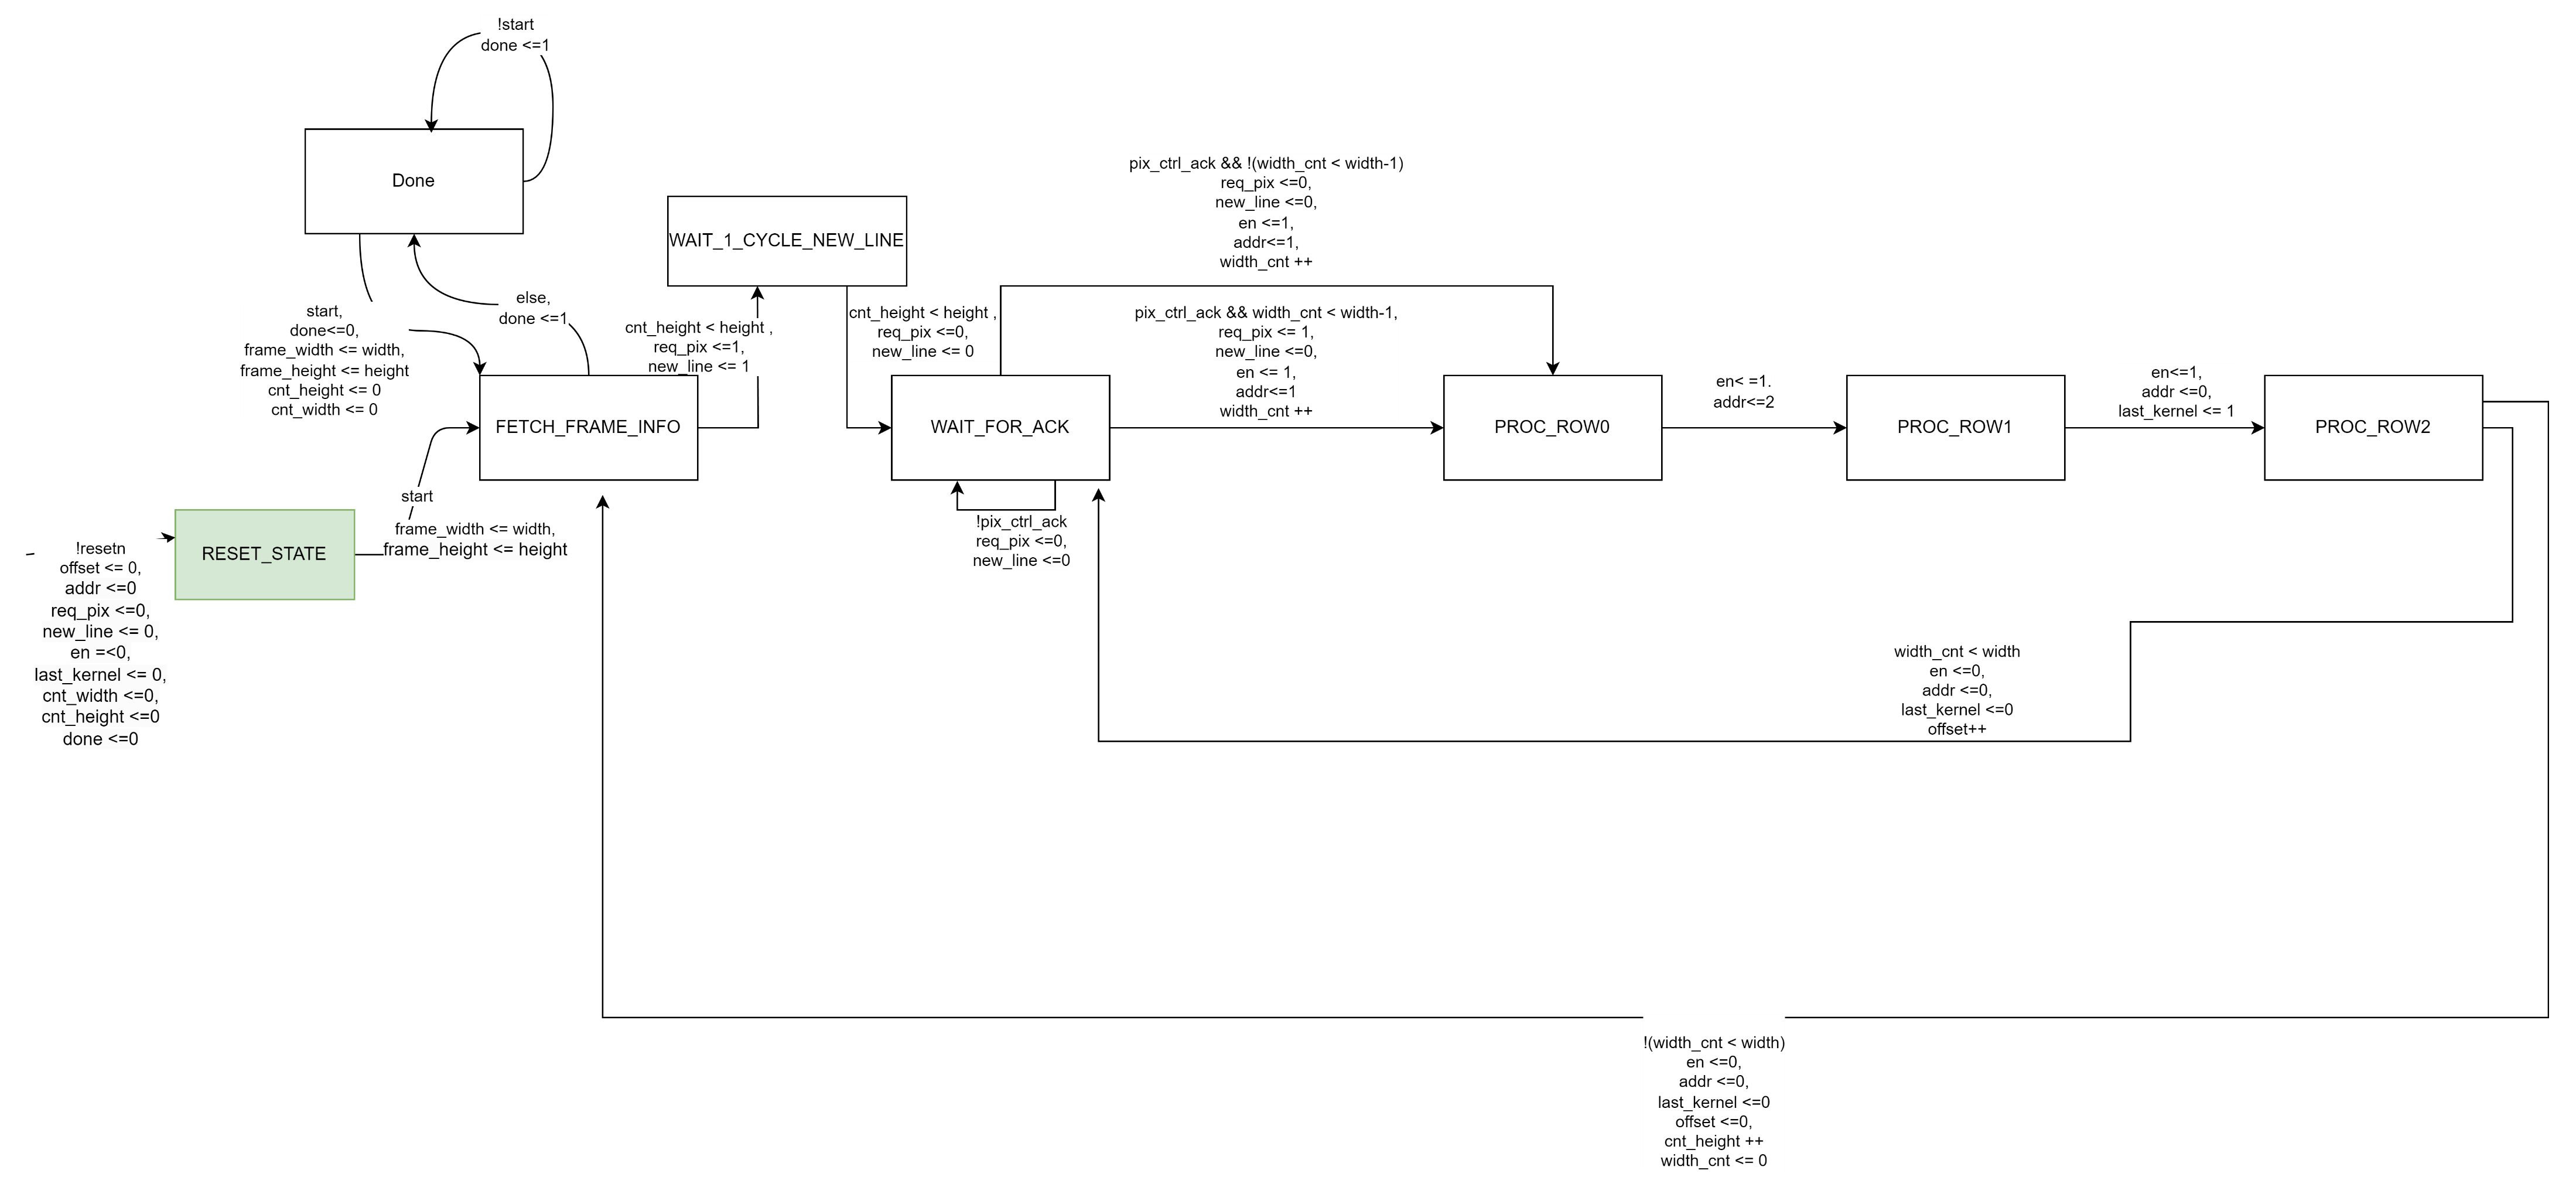 !start
done <=1
Done
pix_ctrl_ack && !(width_cnt < width-1)
req_pix <=0,
new_line <=0,
en <=1,
addr<=1,
width_cnt ++
WAIT_1_CYCLE_NEW_LINE
else,
done <=1
start,
done<=0,
frame_width <= width,
frame_height <= height
cnt_height <= 0
cnt_width <= 0
cnt_height < height ,
req_pix <=1,
new_line <= 1
cnt_height < height ,
req_pix <=0,
new_line <= 0
pix_ctrl_ack && width_cnt < width-1,
req_pix <= 1,
new_line <=0,
en <= 1,
addr<=1
width_cnt ++
en< =1.
addr<=2
en<=1,
addr <=0,
last_kernel <= 1
FETCH_FRAME_INFO
WAIT_FOR_ACK
PROC_ROW0
PROC_ROW1
PROC_ROW2
start
frame_width <= width,
frame_height <= height
!pix_ctrl_ack
req_pix <=0,
new_line <=0
RESET_STATE
!resetn
offset <= 0,
addr <=0
req_pix <=0,
new_line <= 0,
en =<0,
last_kernel <= 0,
cnt_width <=0,
cnt_height <=0
done <=0
width_cnt < width
en <=0,
addr <=0,
last_kernel <=0
offset++
!(width_cnt < width)
en <=0,
addr <=0,
last_kernel <=0
offset <=0,
cnt_height ++
width_cnt <= 0